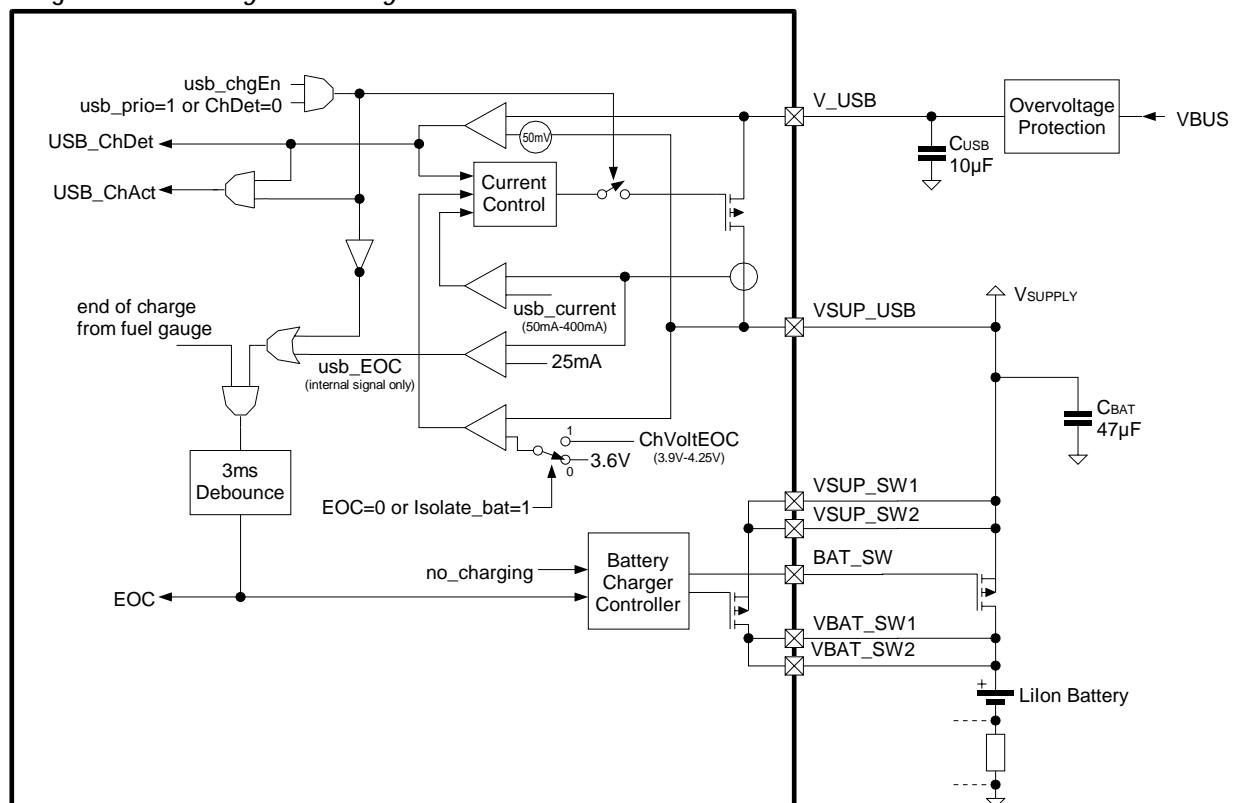 usb_chgEn
usb_prio=1 or ChDet=0
V_USB
Overvoltage
Protection
VBUS
USB_ChDet
50mV
CUSB
10µF
USB_ChAct
Current
Control
end of charge
from fuel gauge
usb_current
(50mA-400mA)
VSUPPLY
VSUP_USB
usb_EOC
(internal signal only)
25mA
CBAT
47µF
1
ChVoltEOC
(3.9V-4.25V)
3.6V
0
3ms
Debounce
EOC=0 or Isolate_bat=1
VSUP_SW1
VSUP_SW2
BAT_SW
no_charging
Battery
Charger
Controller
EOC
VBAT_SW1
VBAT_SW2
+
LiIon Battery